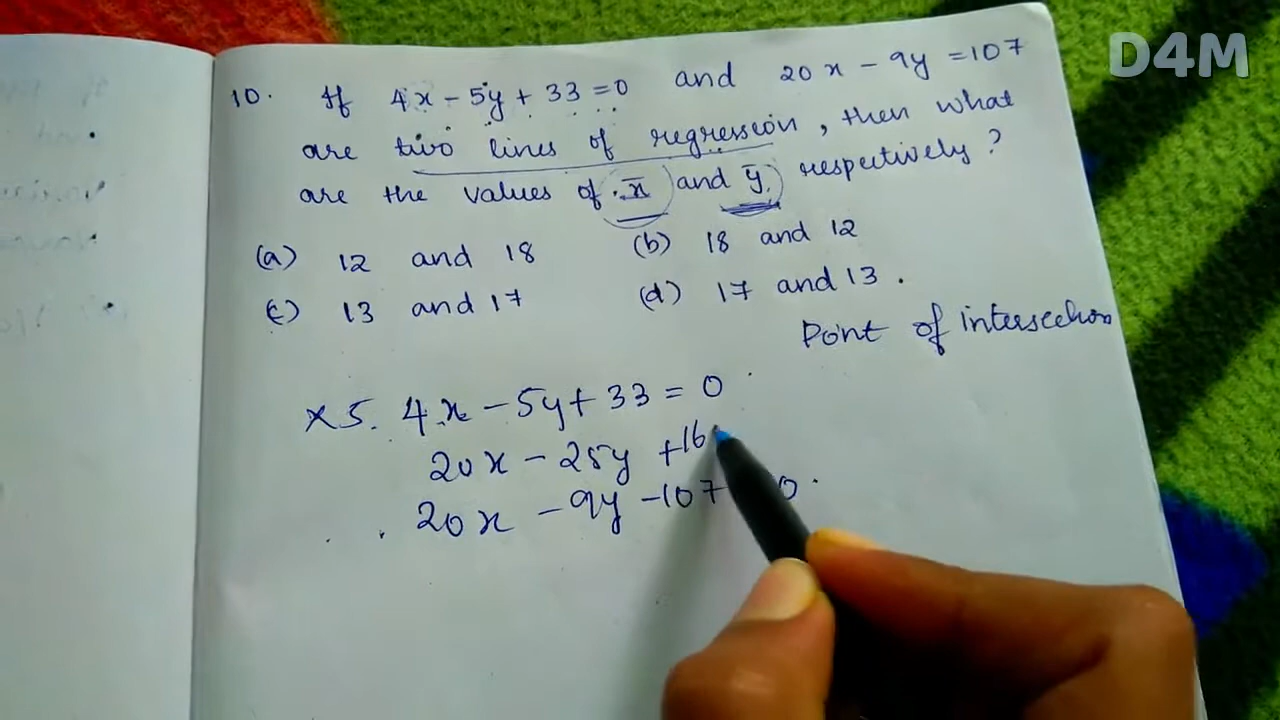 D4M
10. If 4x - 5y + 33 = 0 and 20x - 9y = 107
are two lines of regression, then what
are the values of x̄ and ȳ respectively?
(a) 12 and 18 (b) 18 and 12
(c) 13 and 17 (d) 17 and 13.
Point of intersection
x 5. 4x - 5y + 33 = 0
20x - 25y + 16
20x - 9y - 107 0.